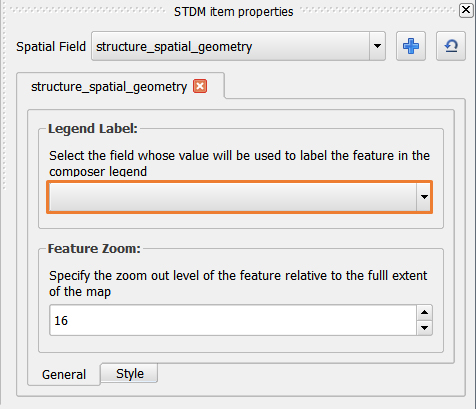 STDM item properties
Spatial Field structure_spatial_geometry
structure_spatial_geometry
Legend Label:
Select the field whose value will be used to label the feature in the
composer legend
Feature Zoom:
Specify the zoom out level of the feature relative to the fulll extent
of the map
16
General Style